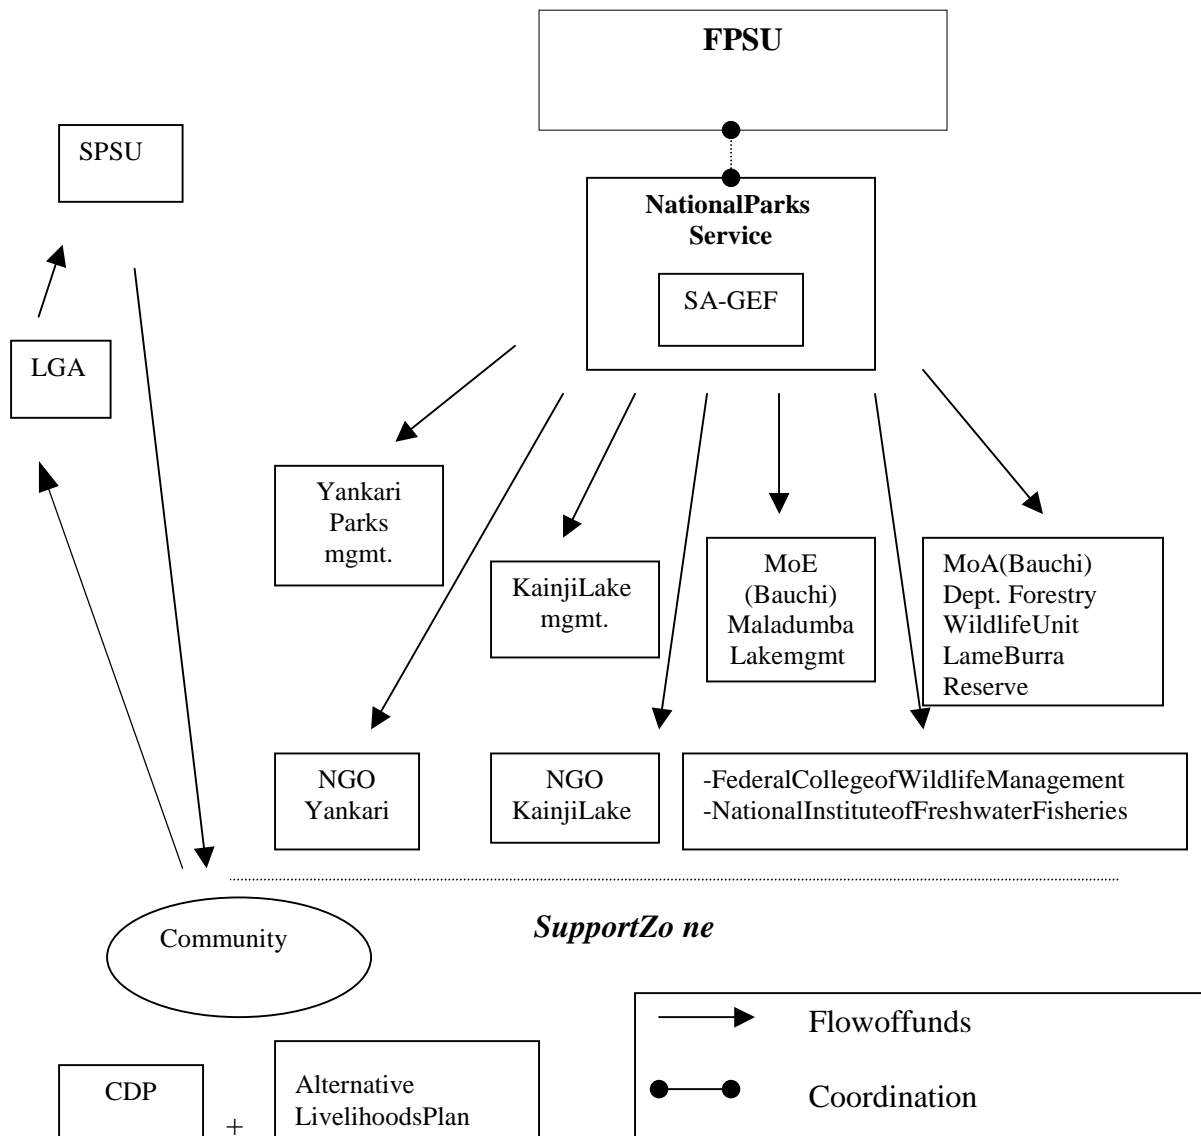 FPSU
SPSU
NationalParks
Service
SA-GEF
LGA
Yankari
Parks
mgmt.
KainjiLake
mgmt.
MoE
(Bauchi)
Maladumba
Lakemgmt
MoA(Bauchi)
Dept. Forestry
WildlifeUnit
LameBurra
Reserve
NGO
Yankari
NGO
KainjiLake
-FederalCollegeofWildlifeManagement
-NationalInstituteofFreshwaterFisheries
Community
SupportZo ne
Flowoffunds
Coordination
CDP
+
Alternative
LivelihoodsPlan